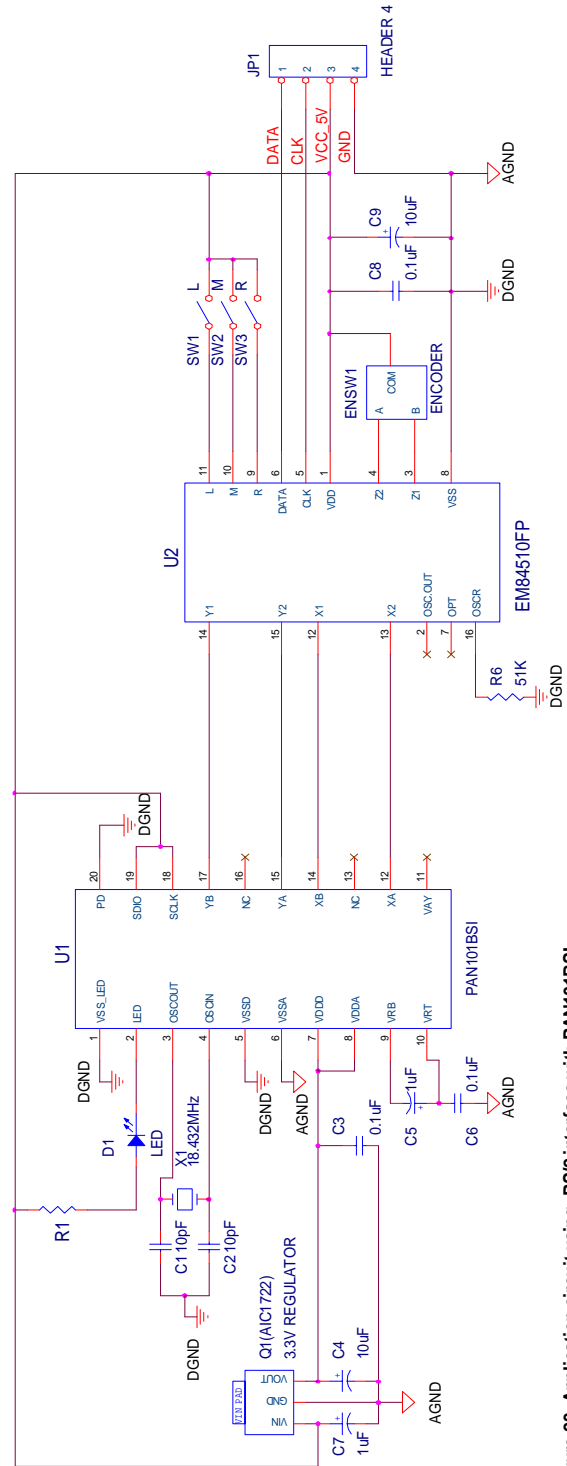 R1
D1
LED
X1
18.432MHz
C1 10pF
C2 10pF
DGND
Q1(AIC1722)
3.3V REGULATOR
VIN PAD
VIN
GND
VOUT
C7
1uF
C4
10uF
AGND
C3
0.1uF
DGND
DGND
AGND
C5
1uF
C6
0.1uF
AGND
U1
PAN101BSI
1
VSS_LED
2
LED
3
OSCOUT
4
OSCIN
5
VSSD
6
VSSA
7
VDDD
8
VDDA
9
VRB
10
VRT
20
PD
19
SDIO
18
SCLK
17
YB
16
NC
15
YA
14
XB
13
NC
12
XA
11
VAY
DGND
U2
EM84510FP
14
Y1
15
Y2
12
X1
13
X2
2
OSC.OUT
7
OPT
16
OSCR
R6
51K
DGND
11
L
10
M
9
R
6
DATA
5
CLK
1
VDD
4
Z2
3
Z1
8
VSS
SW1
L
SW2
M
SW3
R
ENSW1
A
B
COM
ENCODER
C8
0.1uF
C9
10uF
DGND
AGND
DATA
CLK
VCC_5V
GND
JP1
1
2
3
4
HEADER 4